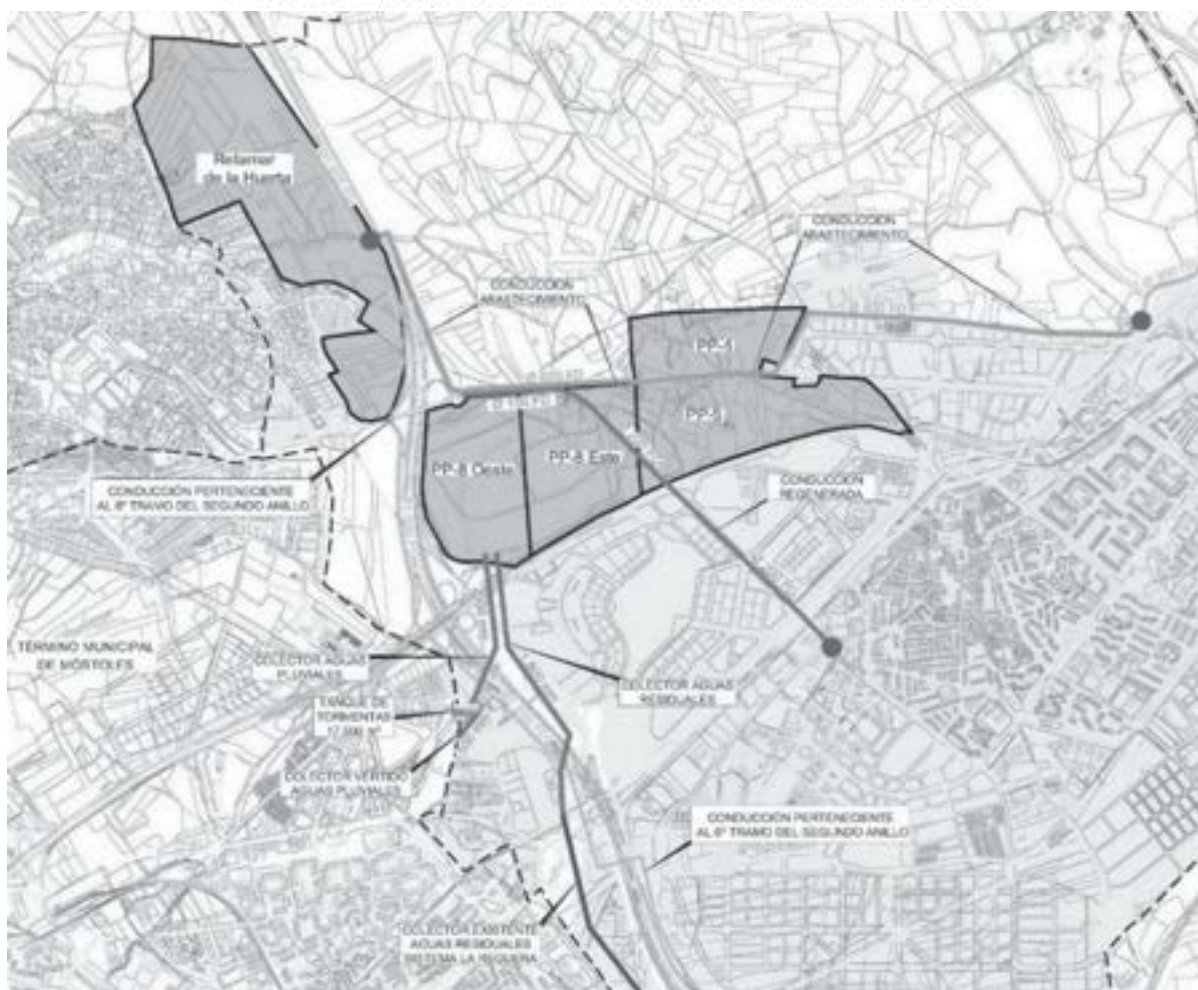 Retamar
de la Huerta
CONDUCCIÓN
ABASTECIMIENTO
CONDUCCIÓN
ABASTECIMIENTO
PP-5
PP-8 Oeste
PP-8 Este
CONDUCCIÓN PERTENECIENTE
AL 6º TRAMO DEL SEGUNDO ANILLO
CONDUCCIÓN
REGENERADA
TÉRMINO MUNICIPAL
DE MÓSTOLES
COLECTOR AGUAS
PLUVIALES
TANQUE DE
TORMENTAS
COLECTOR AGUAS
RESIDUALES
COLECTOR VERTIDO
AGUAS PLUVIALES
CONDUCCIÓN PERTENECIENTE
AL 6º TRAMO DEL SEGUNDO ANILLO
COLECTOR EXISTENTE
AGUAS RESIDUALES
SISTEMA LA REGUERA